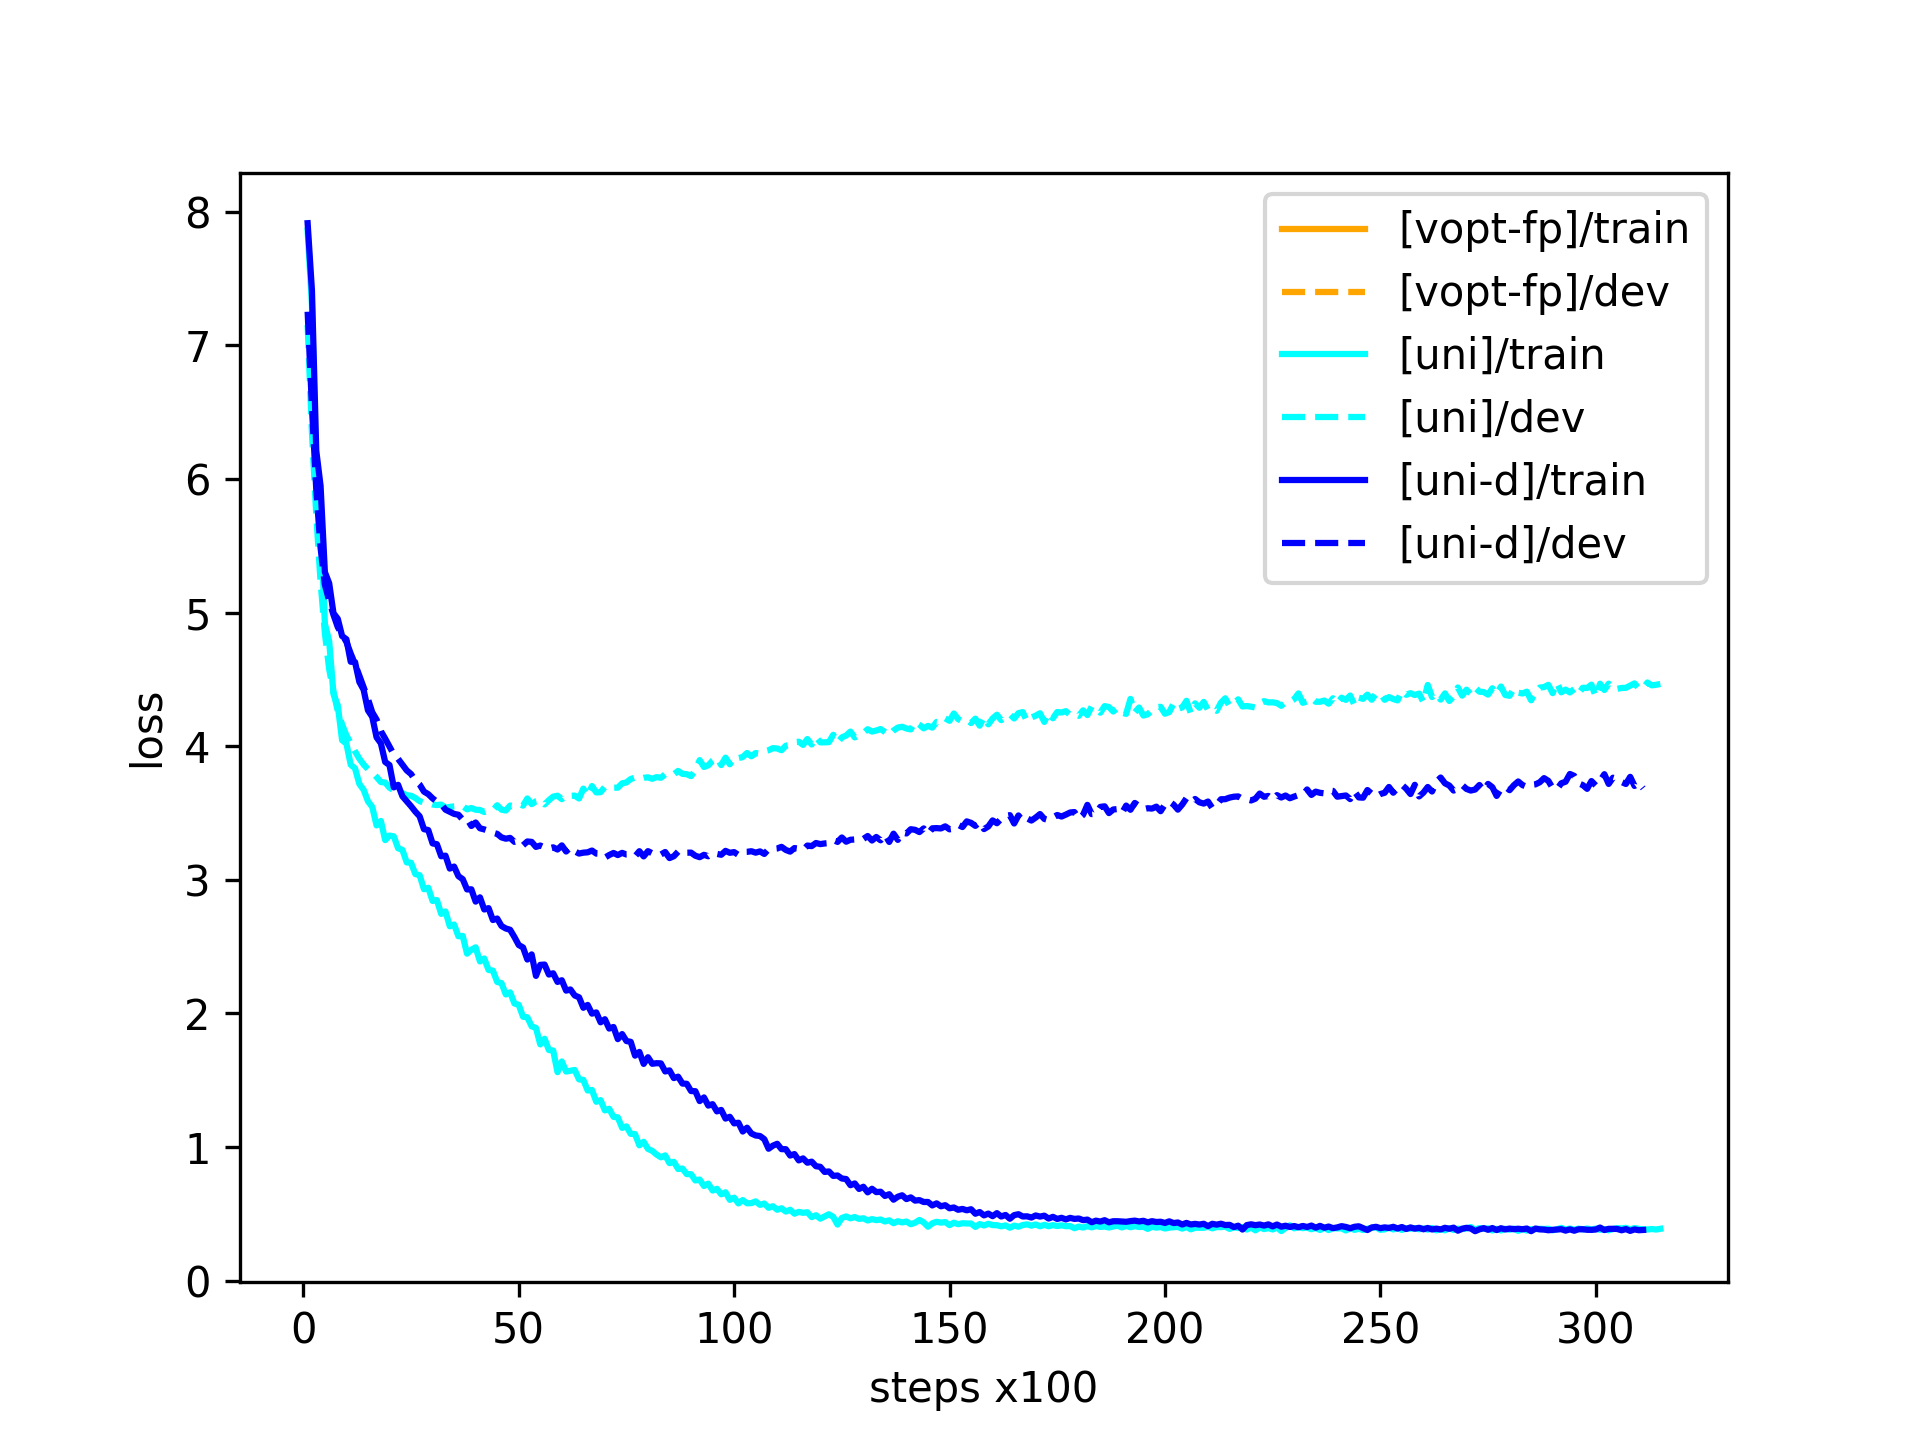 8
7
6
5
4
3
2
1
0
loss
0 50 100 150 200 250 300
steps x100
[vopt-fp]/train
[vopt-fp]/dev
[uni]/train
[uni]/dev
[uni-d]/train
[uni-d]/dev